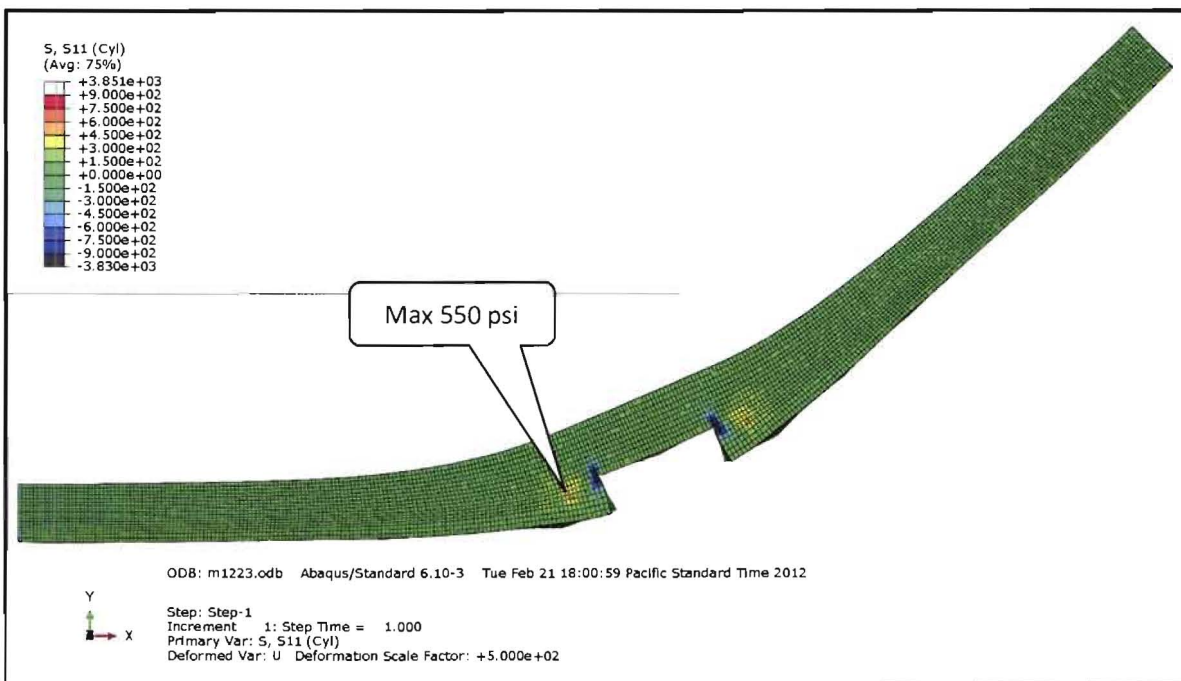 S, S11 (Cyl)
(Avg: 75%)
+3.851e+03
+9.000e+02
+7.500e+02
+6.000e+02
+4.500e+02
+3.000e+02
+1.500e+02
+0.000e+00
-1.500e+02
-3.000e+02
-4.500e+02
-6.000e+02
-7.500e+02
-9.000e+02
-3.830e+03
Max 550 psi
ODB: m1223.odb Abaqus/Standard 6.10-3 Tue Feb 21 18:00:59 Pacific Standard Time 2012
Y
X
Step: Step-1
Increment 1: Step Time = 1.000
Primary Var: S, S11 (Cyl)
Deformed Var: U Deformation Scale Factor: +5.000e+02